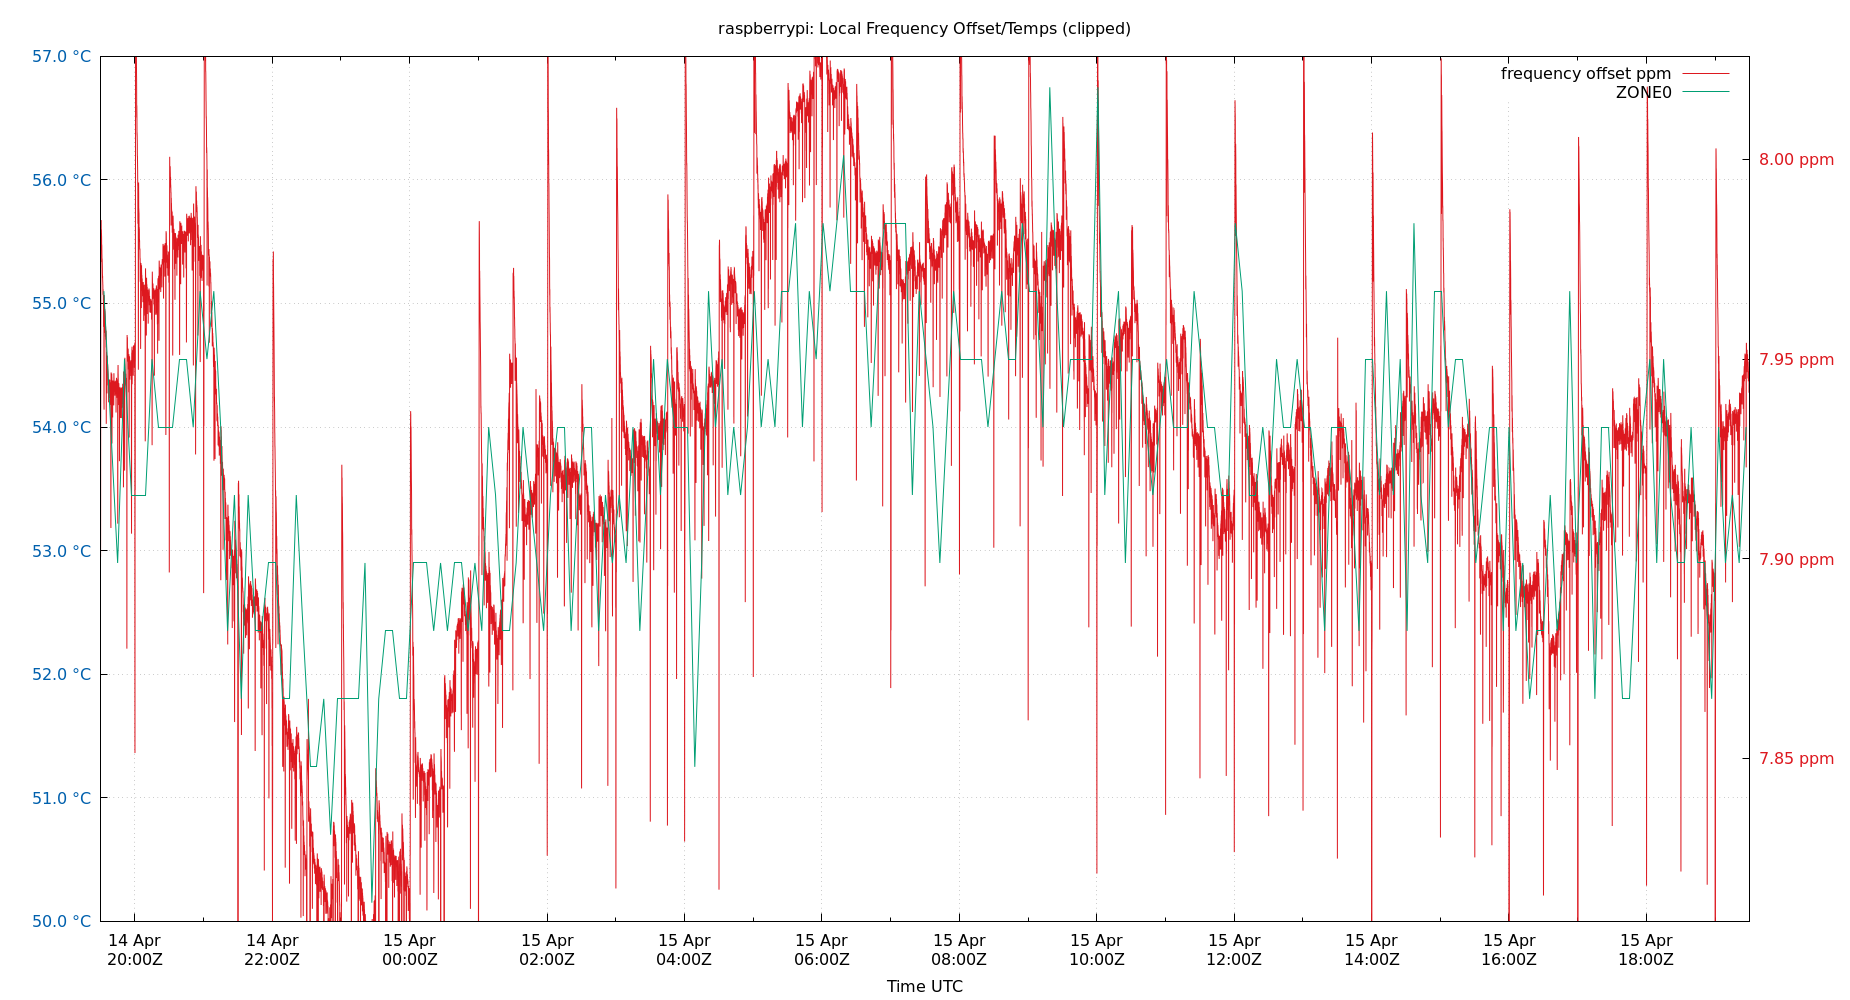 raspberrypi: Local Frequency Offset/Temps (clipped)
frequency offset ppm
ZONE0
57.0 °C
56.0 °C
55.0 °C
54.0 °C
53.0 °C
52.0 °C
51.0 °C
50.0 °C
8.00 ppm
7.95 ppm
7.90 ppm
7.85 ppm
14 Apr 14 Apr 15 Apr 15 Apr 15 Apr 15 Apr 15 Apr 15 Apr 15 Apr 15 Apr 15 Apr 15 Apr
20:00Z 22:00Z 00:00Z 02:00Z 04:00Z 06:00Z 08:00Z 10:00Z 12:00Z 14:00Z 16:00Z 18:00Z
Time UTC